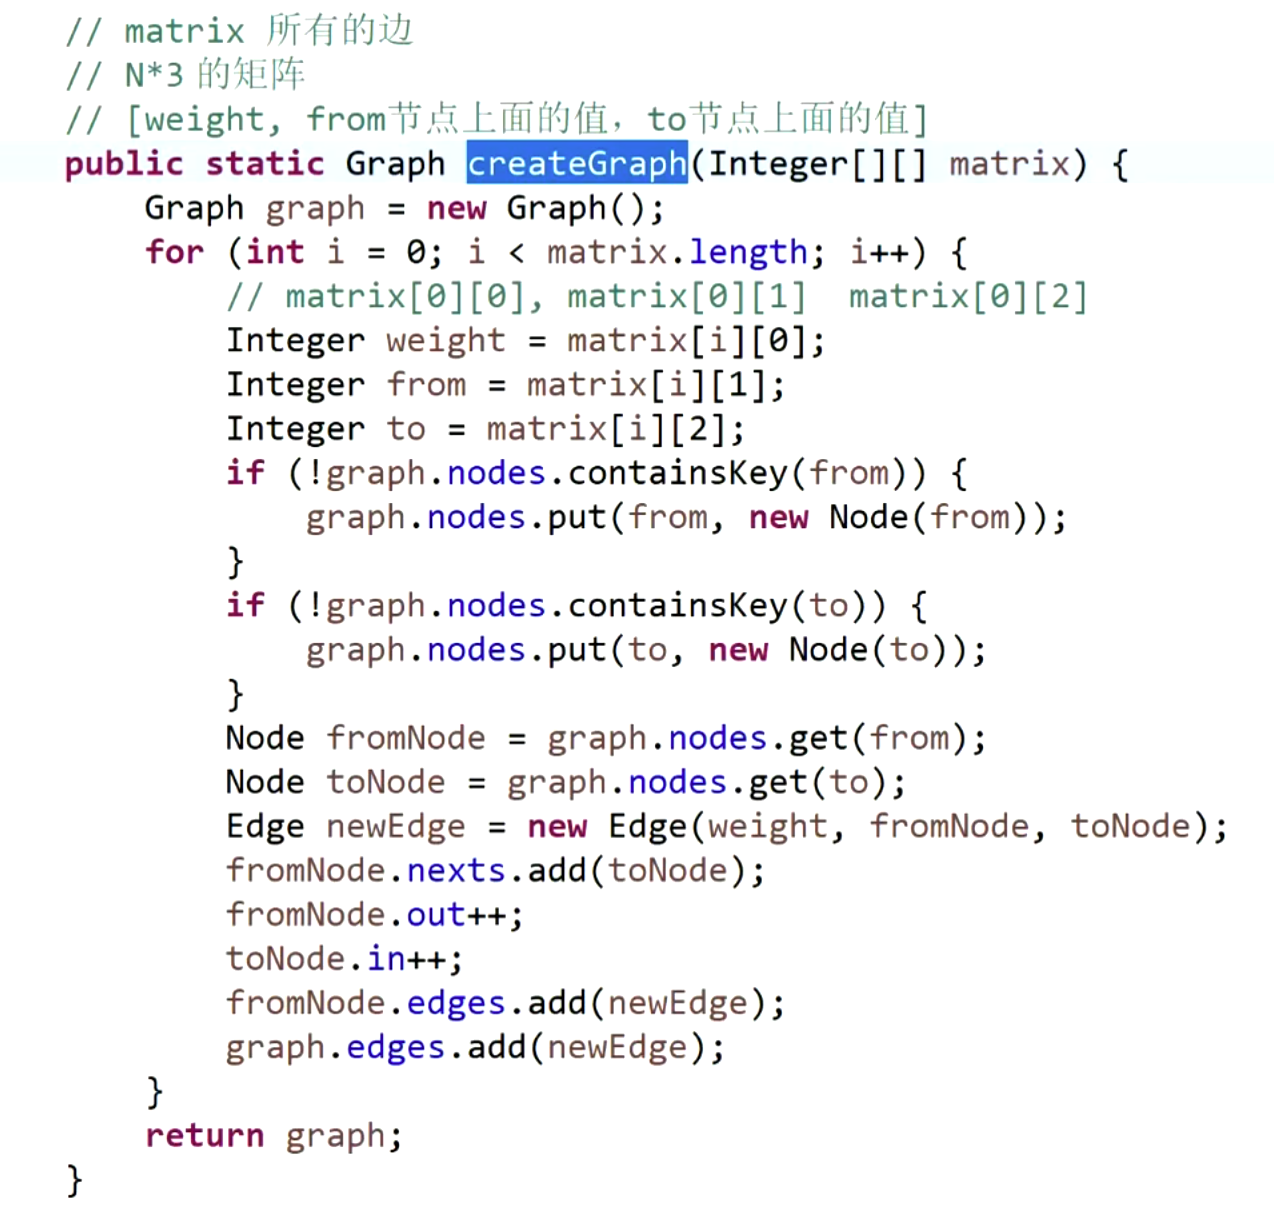 // matrix 所有的边
// N*3 的矩阵
// [weight, from节点上面的值，to节点上面的值]
public static Graph createGraph(Integer[][] matrix) {
Graph graph = new Graph();
for (int i = 0; i < matrix.length; i++) {
// matrix[0][0], matrix[0][1]  matrix[0][2]
Integer weight = matrix[i][0];
Integer from = matrix[i][1];
Integer to = matrix[i][2];
if (!graph.nodes.containsKey(from)) {
graph.nodes.put(from, new Node(from));
}
if (!graph.nodes.containsKey(to)) {
graph.nodes.put(to, new Node(to));
}
Node fromNode = graph.nodes.get(from);
Node toNode = graph.nodes.get(to);
Edge newEdge = new Edge(weight, fromNode, toNode);
fromNode.nexts.add(toNode);
fromNode.out++;
toNode.in++;
fromNode.edges.add(newEdge);
graph.edges.add(newEdge);
}
return graph;
}